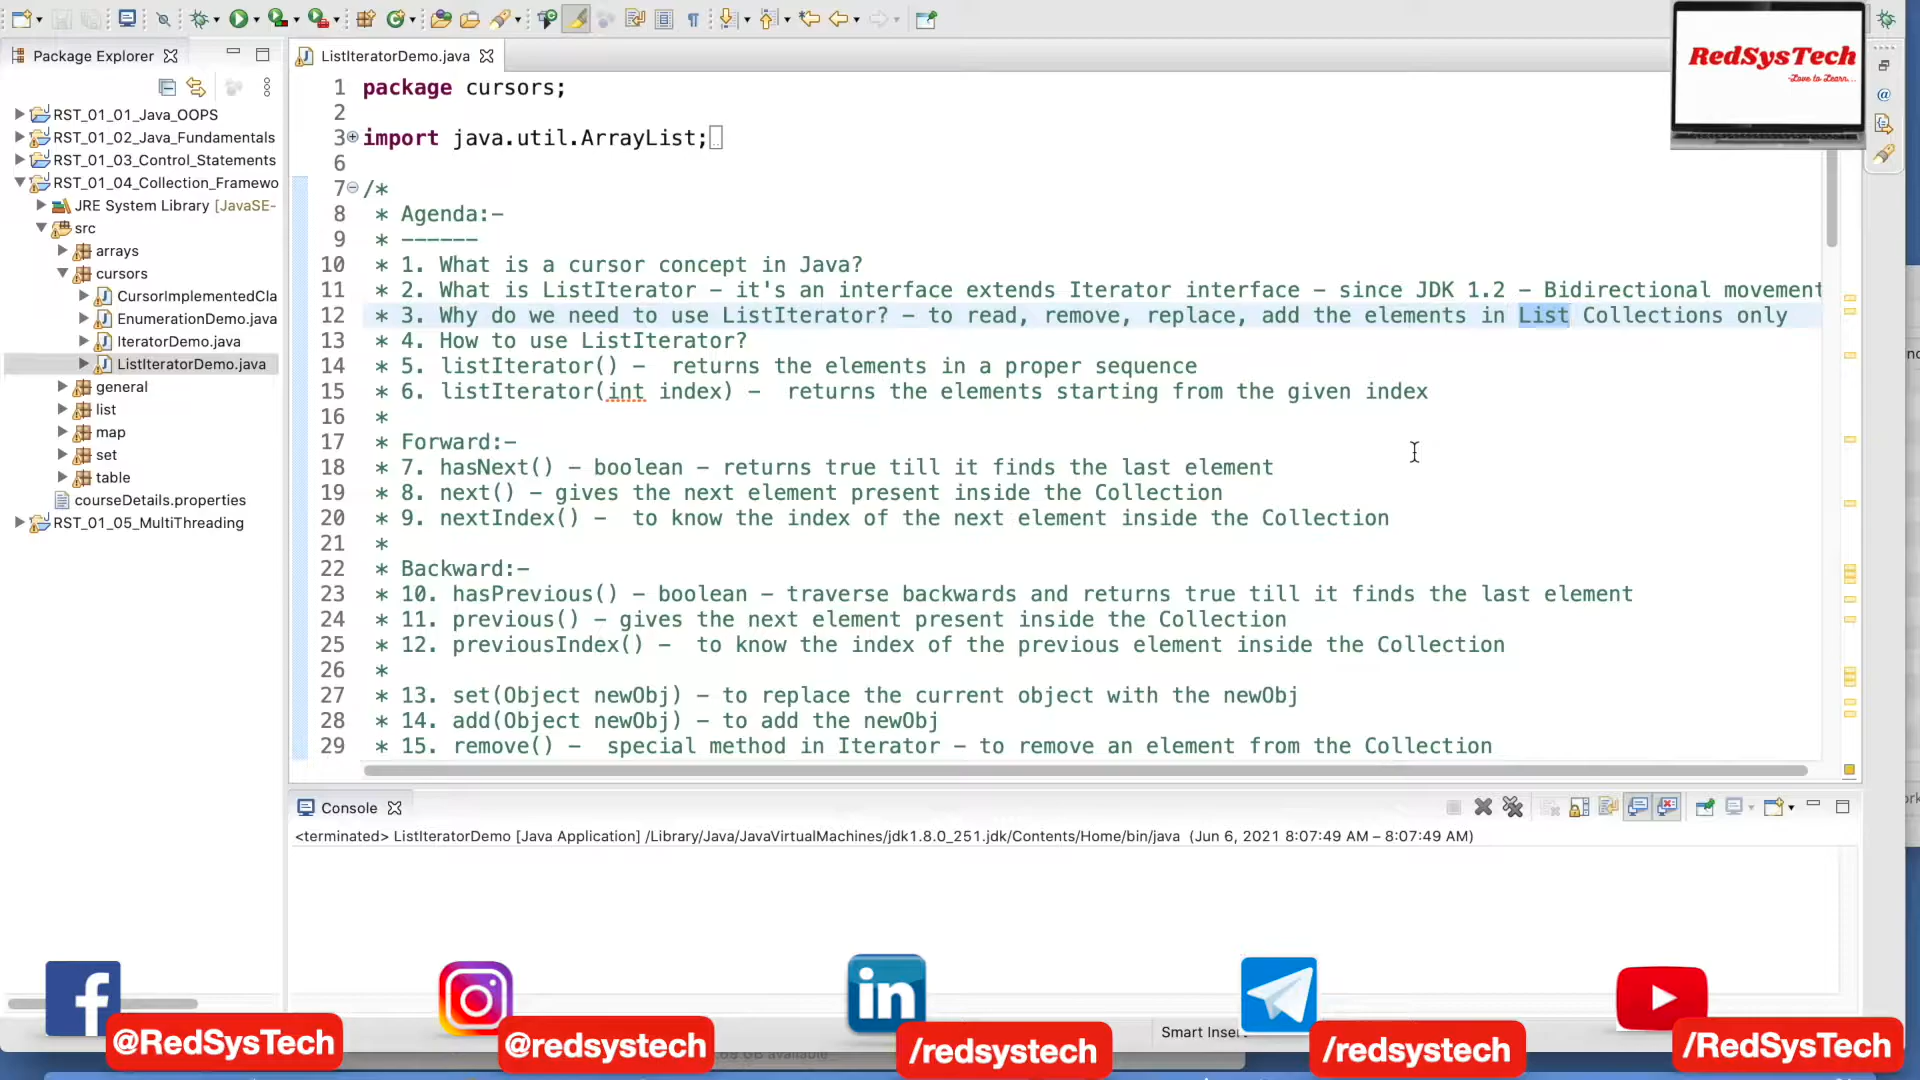 Package Explorer
ListIteratorDemo.java
RedSysTech
-Love to Learn...
RST_01_01_Java_OOPS
RST_01_02_Java_Fundamentals
RST_01_03_Control_Statements
RST_01_04_Collection_Framewo
JRE System Library [JavaSE-
src
arrays
cursors
CursorImplementedCla
EnumerationDemo.java
IteratorDemo.java
ListIteratorDemo.java
general
list
map
set
table
courseDetails.properties
RST_01_05_MultiThreading
1 package cursors;
2
3 import java.util.ArrayList;
6
7 /*
8 * Agenda:-
9 * ------
10 * 1. What is a cursor concept in Java?
11 * 2. What is ListIterator - it's an interface extends Iterator interface - since JDK 1.2 - Bidirectional movement
12 * 3. Why do we need to use ListIterator? - to read, remove, replace, add the elements in List Collections only
13 * 4. How to use ListIterator?
14 * 5. listIterator() -  returns the elements in a proper sequence
15 * 6. listIterator(int index) -  returns the elements starting from the given index
16 *
17 * Forward:-
18 * 7. hasNext() - boolean - returns true till it finds the last element
19 * 8. next() - gives the next element present inside the Collection
20 * 9. nextIndex() -  to know the index of the next element inside the Collection
21 *
22 * Backward:-
23 * 10. hasPrevious() - boolean - traverse backwards and returns true till it finds the last element
24 * 11. previous() - gives the next element present inside the Collection
25 * 12. previousIndex() -  to know the index of the previous element inside the Collection
26 *
27 * 13. set(Object newObj) - to replace the current object with the newObj
28 * 14. add(Object newObj) - to add the newObj
29 * 15. remove() -  special method in Iterator - to remove an element from the Collection
Console
<terminated> ListIteratorDemo [Java Application] /Library/Java/JavaVirtualMachines/jdk1.8.0_251.jdk/Contents/Home/bin/java  (Jun 6, 2021 8:07:49 AM – 8:07:49 AM)
Smart Inser
@RedSysTech
@redsystech
/redsystech
/redsystech
/RedSysTech